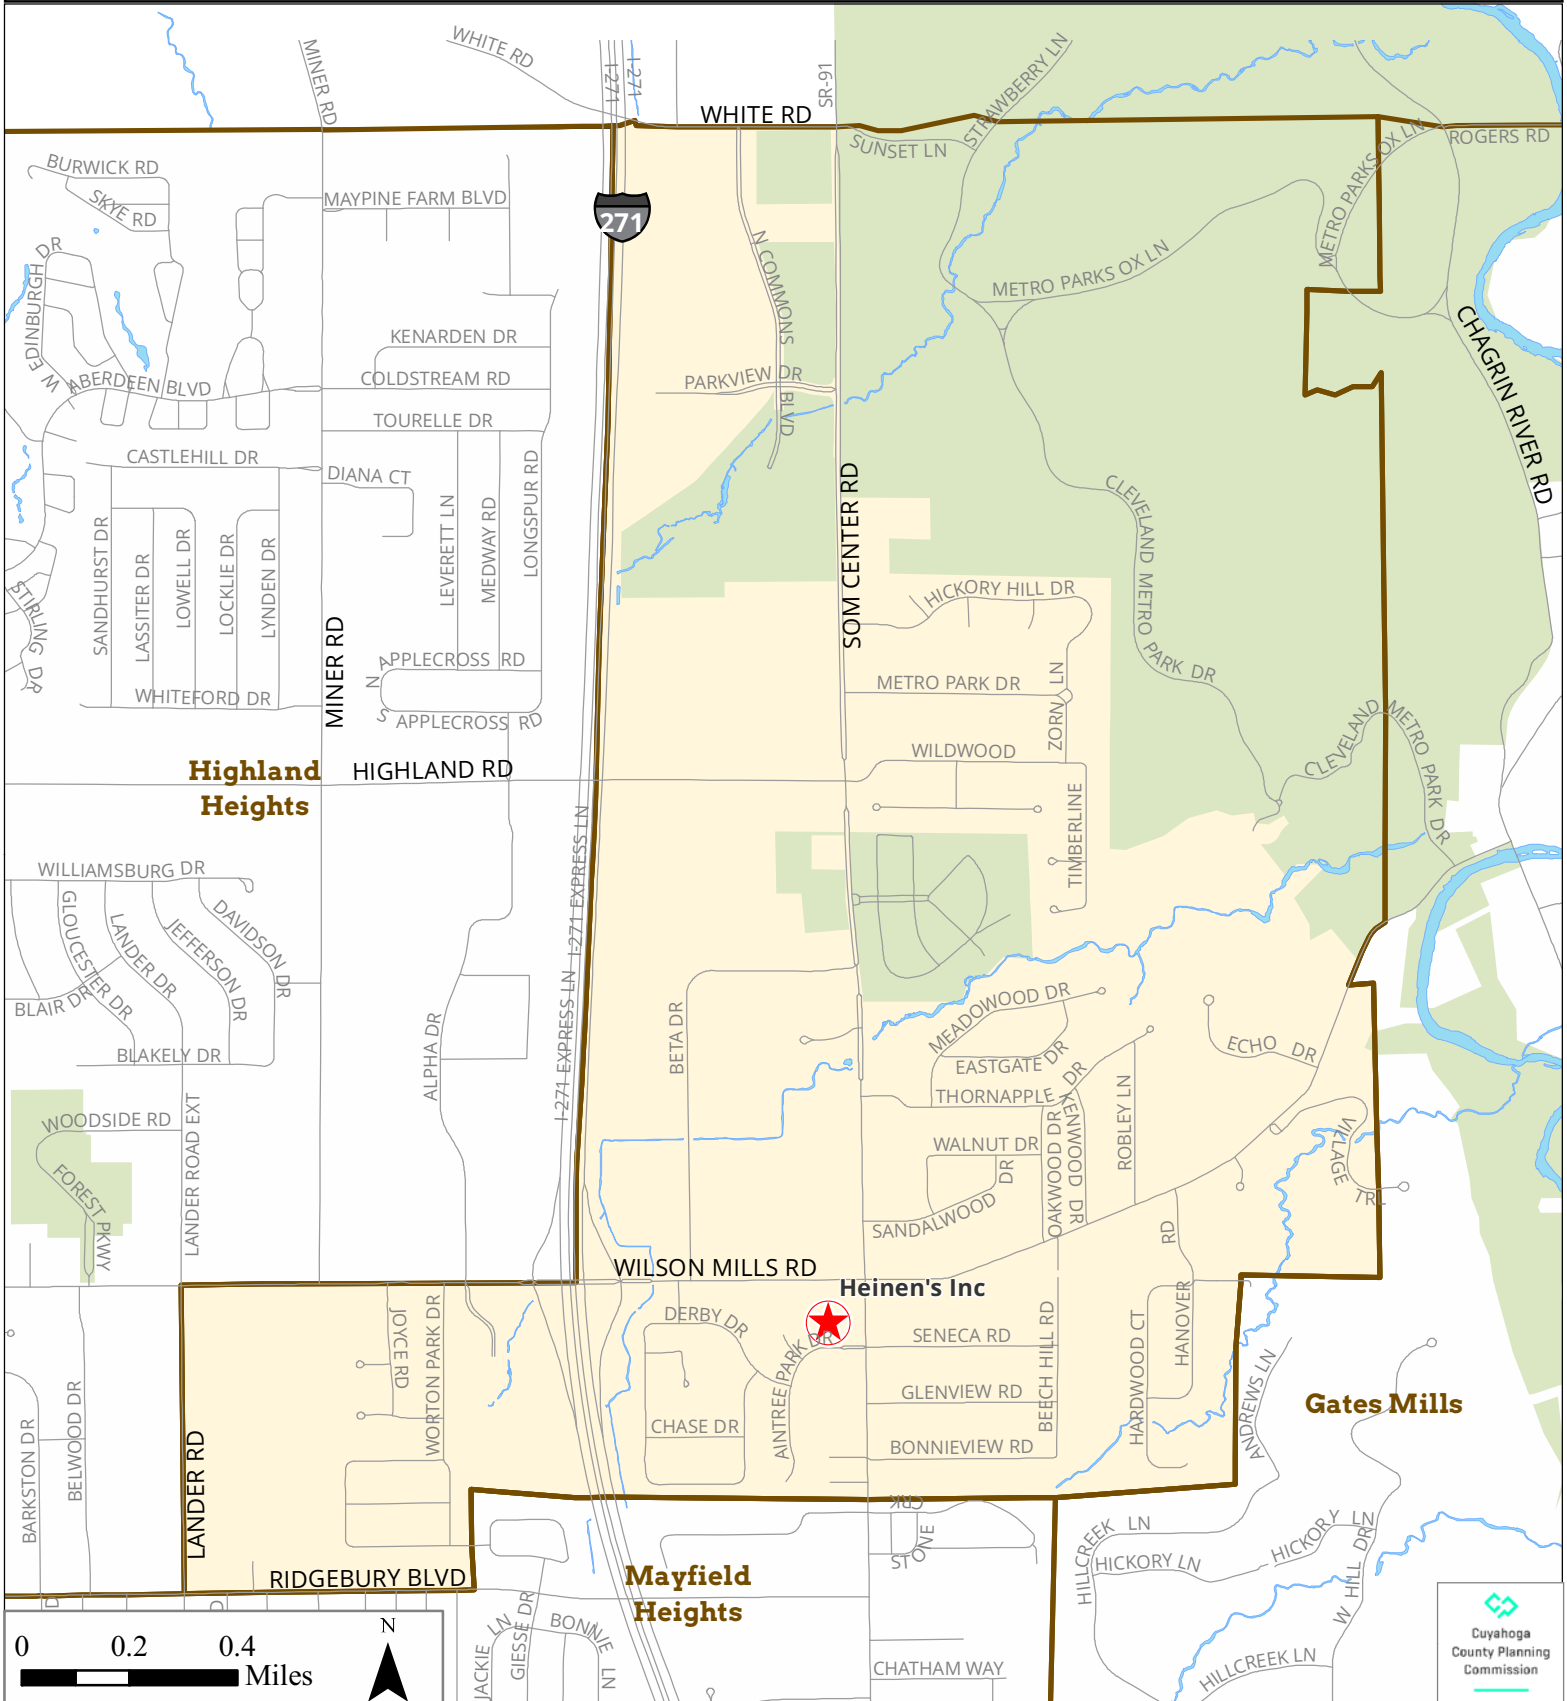 WHITE RD
MINER RD
I-271
I-271
SR-91
STRAWBERRY LN
WHITE RD
SUNSET LN
METRO PARKS OX LN
ROGERS RD
BURWICK RD
SKYE RD
MAYPINE FARM BLVD
271
N COMMONS BLVD
METRO PARKS OX LN
W EDINBURGH DR
KENARDEN DR
CHAGRIN RIVER RD
ABERDEEN BLVD
COLDSTREAM RD
PARKVIEW DR
TOURELLE DR
CASTLEHILL DR
DIANA CT
SOM CENTER RD
CLEVELAND METRO PARK DR
SANDHURST DR
LASSITER DR
LOWELL DR
LOCKLIE DR
LYNDEN DR
LEVERETT LN
MEDWAY RD
LONGSPUR RD
STIRLING DR
HICKORY HILL DR
MINER RD
N APPLECROSS RD
S APPLECROSS RD
WHITEFORD DR
METRO PARK DR
ZORN LN
CLEVELAND METRO PARK DR
WILDWOOD
Highland
Heights
HIGHLAND RD
TIMBERLINE
I-271 EXPRESS LN
I-271 EXPRESS LN
WILLIAMSBURG DR
GLOUCESTER DR
LANDER DR
JEFFERSON DR
DAVIDSON DR
BLAIR DR
BLAKELY DR
ALPHA DR
BETA DR
MEADOWOOD DR
EASTGATE DR
ECHO DR
THORNAPPLE DR
KENWOOD DR
OAKWOOD DR
ROBLEY LN
WALNUT DR
SANDALWOOD DR
VILLAGE TRL
WOODSIDE RD
FOREST PKWY
LANDER ROAD EXT
WILSON MILLS RD
Heinen's Inc
HANOVER RD
JOYCE RD
WORTON PARK DR
DERBY DR
AINTREE PARK DR
SENECA RD
GLENVIEW RD
CHASE DR
BONNIEVIEW RD
BEECH HILL RD
HARDWOOD CT
ANDREWS LN
Gates Mills
BARKSTON DR
BELWOOD DR
LANDER RD
RIDGEBURY BLVD
Mayfield
Heights
STONE CRK
HILLCREEK LN
HICKORY LN
HICKORY LN
W HILL DR
HILLCREEK LN
D
D
JACKIE LN
GIESSE DR
BONNIE LN
CHATHAM WAY
0 0.2 0.4
Miles
N
Cuyahoga
County Planning
Commission